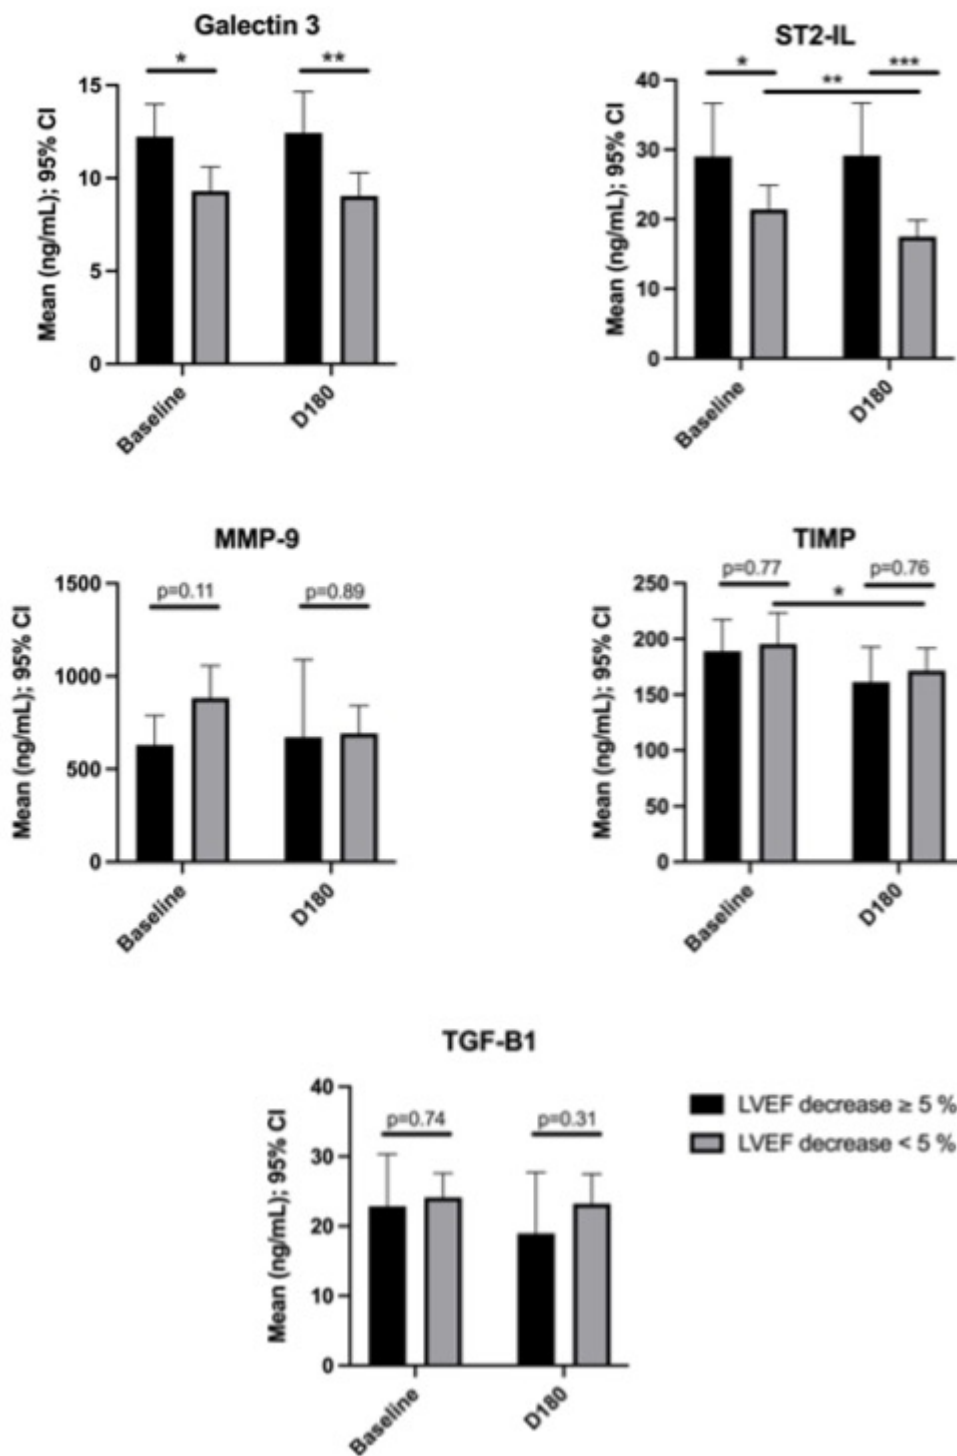 Galectin 3
*
**
Mean (ng/mL); 95% CI
15
10
5
0
Baseline
D180
ST2-IL
*
**
***
Mean (ng/mL); 95% CI
40
30
20
10
0
Baseline
D180
MMP-9
p=0.11
p=0.89
Mean (ng/mL); 95% CI
1500
1000
500
0
Baseline
D180
TIMP
p=0.77
p=0.76
*
Mean (ng/mL); 95% CI
250
200
150
100
50
0
Baseline
D180
TGF-B1
p=0.74
p=0.31
Mean (ng/mL); 95% CI
40
30
20
10
0
Baseline
D180
LVEF decrease ≥ 5 %
LVEF decrease < 5 %